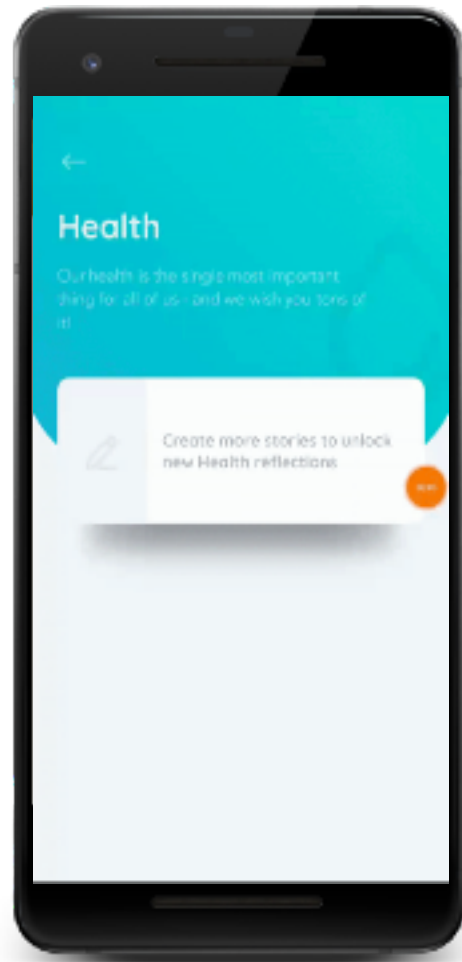 Health
Our health is the single most important
thing for all of us - and we wish you tons of
it!
Create more stories to unlock
new Health reflections